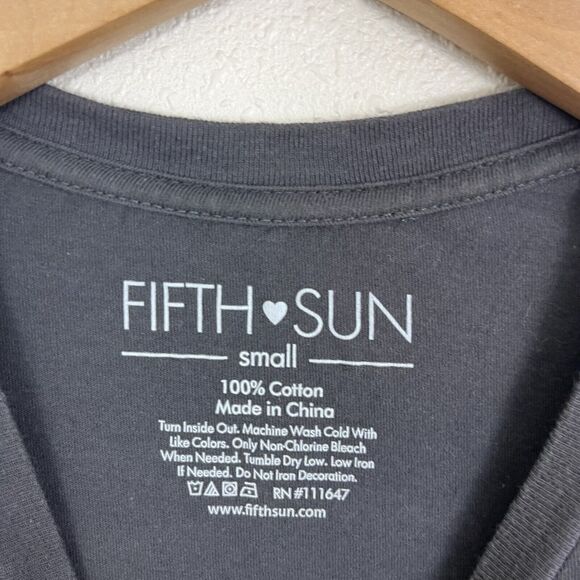 FIFTH♥SUN
small
100% Cotton
Made in China
Turn Inside Out. Machine Wash Cold With
Like Colors. Only Non-Chlorine Bleach
When Needed. Tumble Dry Low. Low Iron
If Needed. Do Not Iron Decoration.
RN #111647
www.fifthsun.com